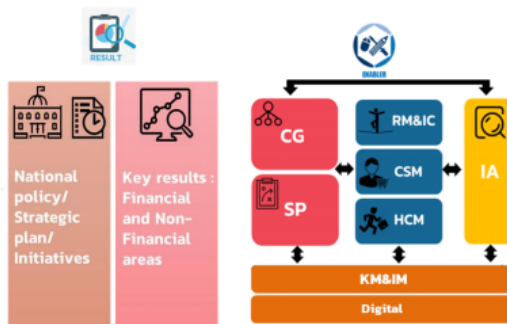 RESULT
National
policy/
Strategic
plan/
Initiatives
Key results :
Financial
and Non-
Financial
areas
ENABLER
CG
SP
RM&IC
CSM
HCM
IA
KM&IM
Digital